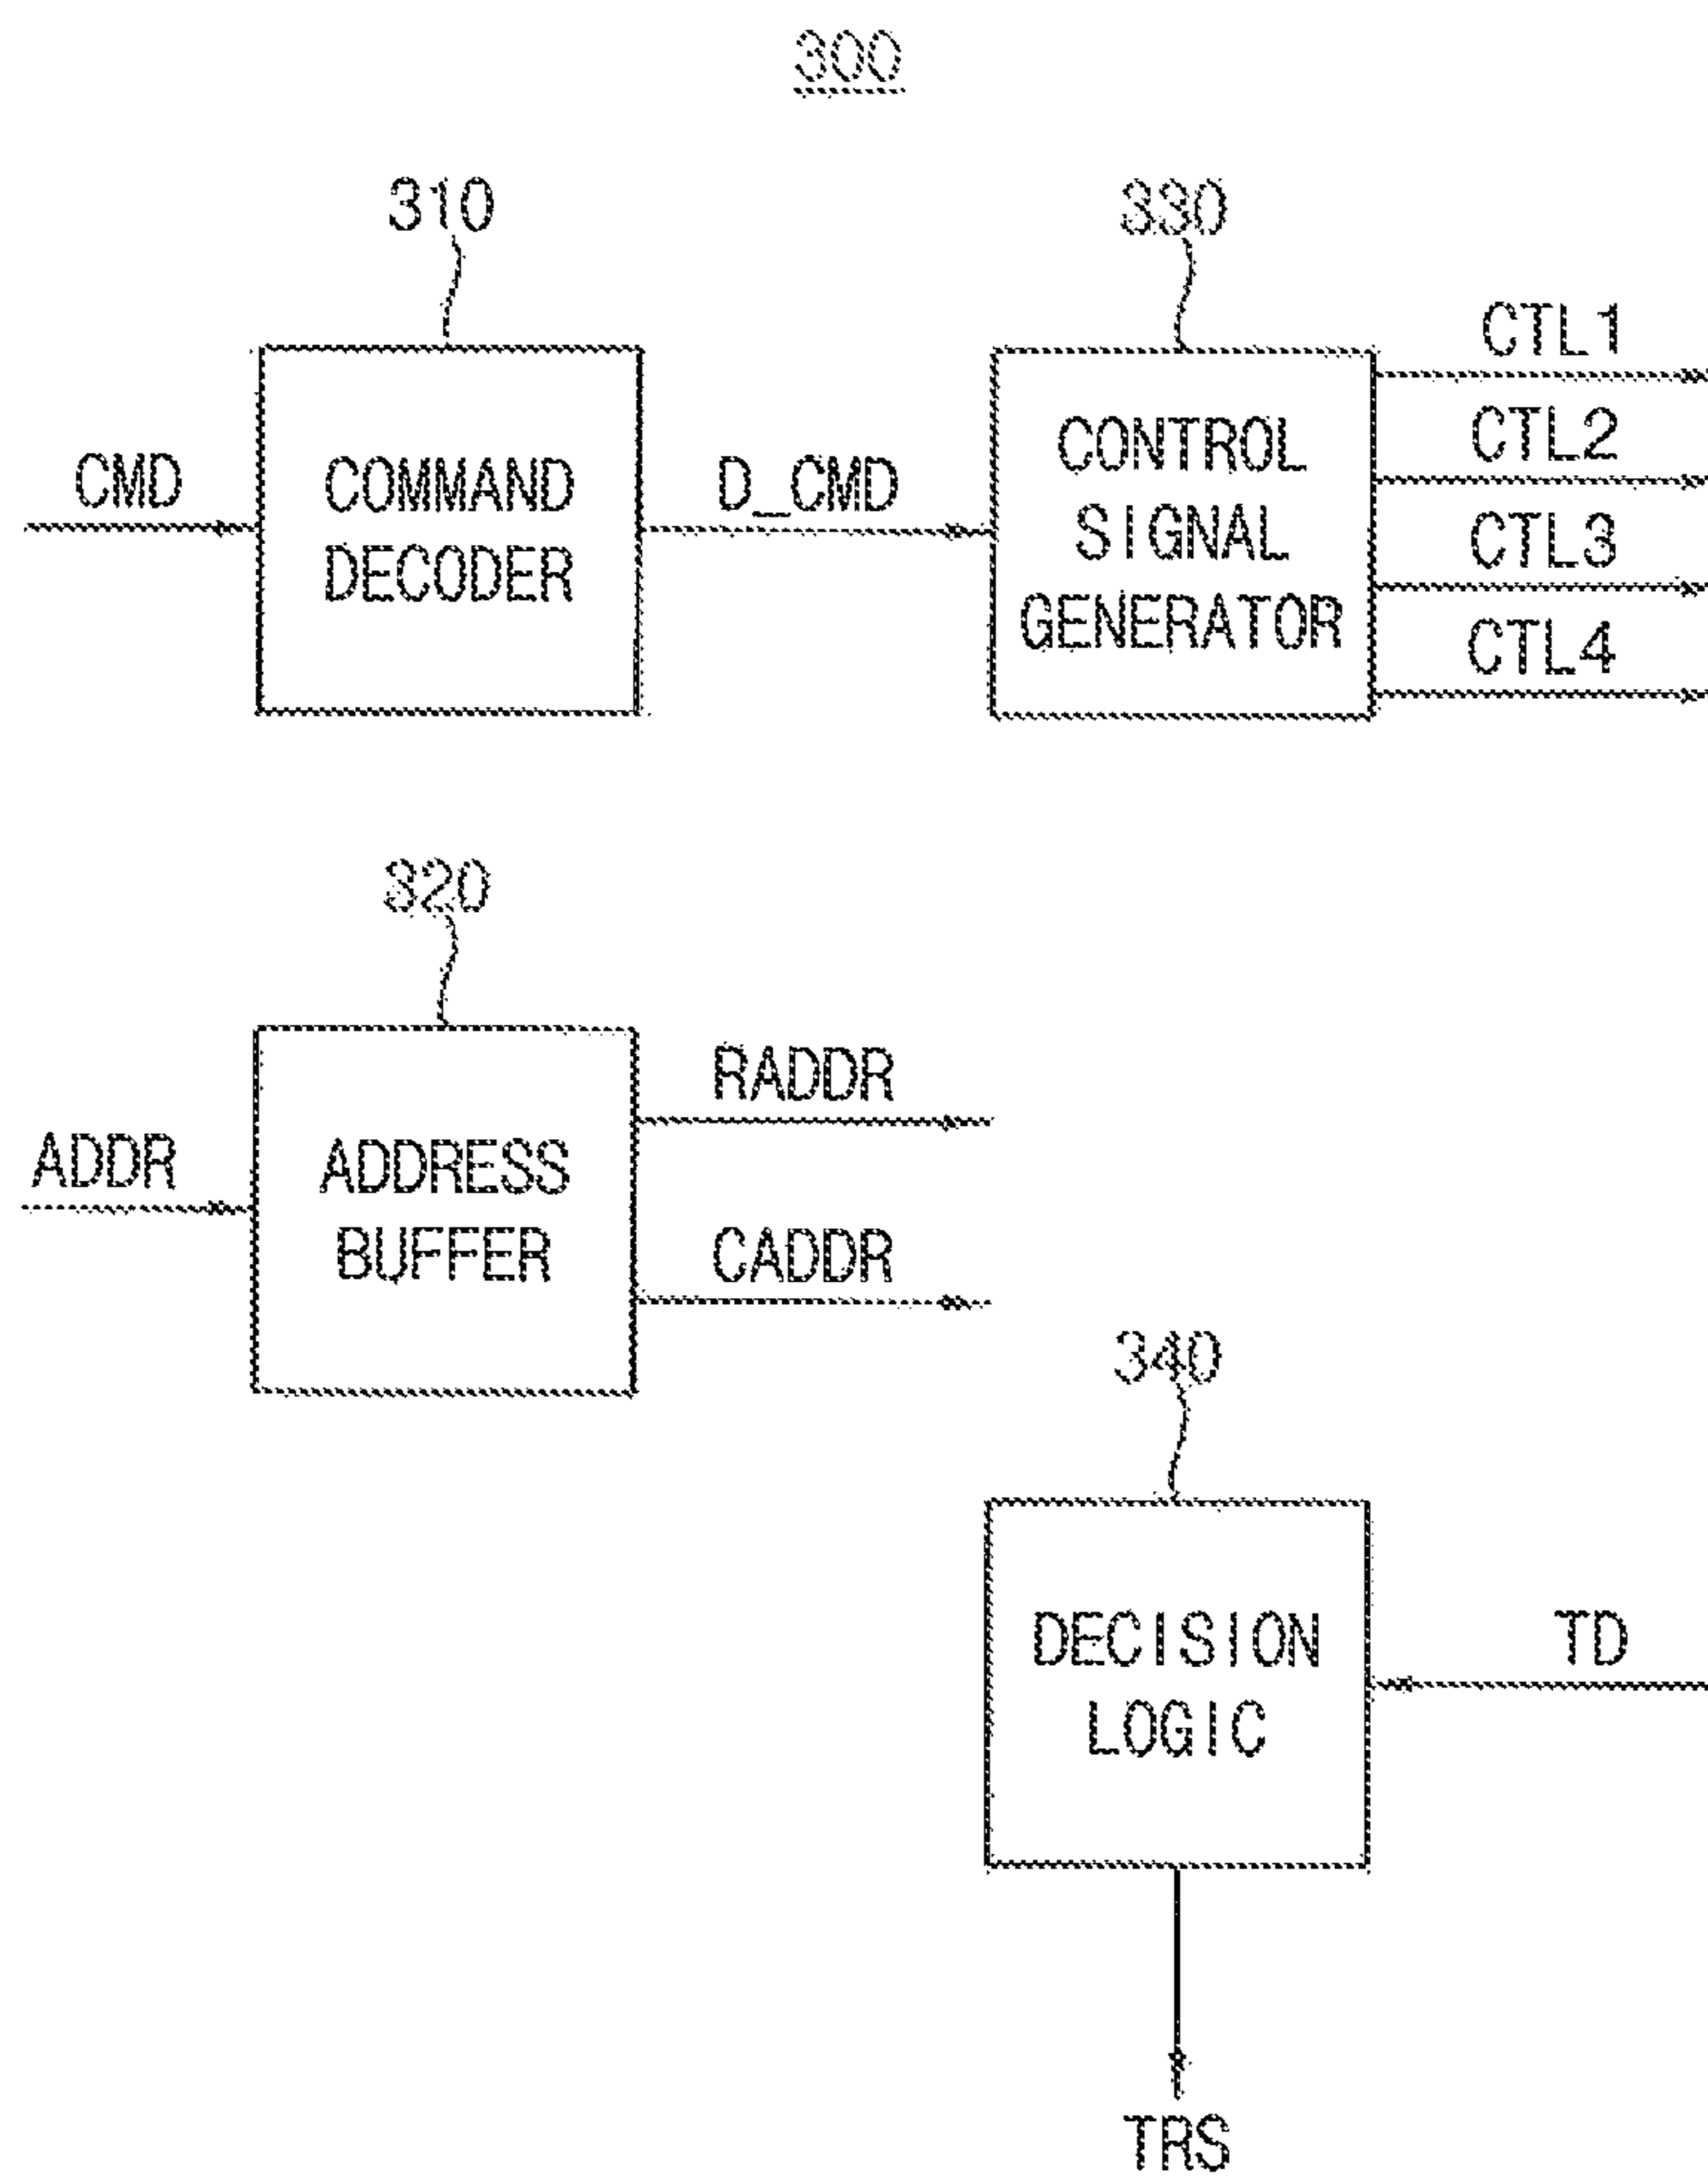 300
310
330
CTL1
CTL2
CTL3
CTL4
CMD
COMMAND
DECODER
D_CMD
CONTROL
SIGNAL
GENERATOR
320
ADDR
ADDRESS
BUFFER
RADDR
CADDR
340
DECISION
LOGIC
TD
TRS